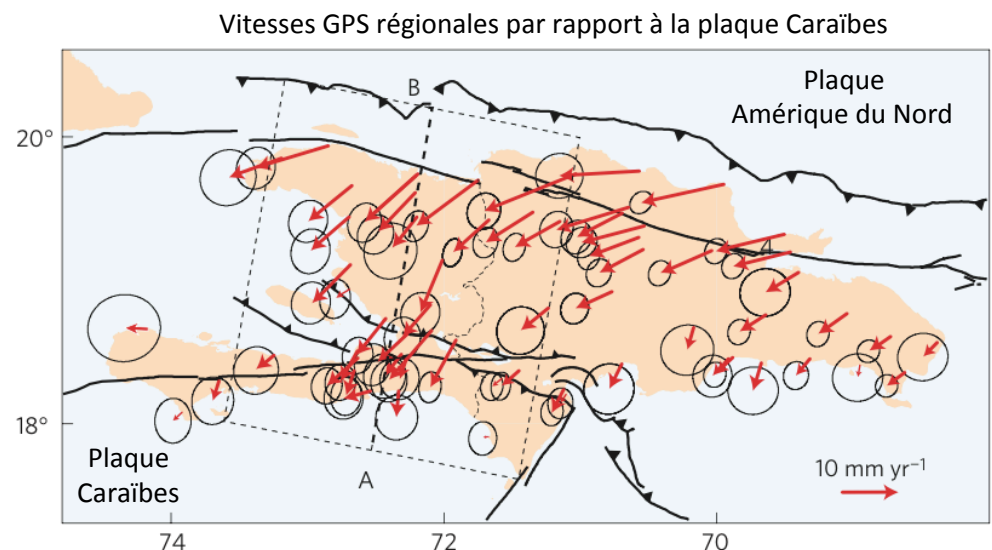 Vitesses GPS régionales par rapport à la plaque Caraïbes
Plaque
Amérique du Nord
B
20°
18°
Plaque
Caraïbes
A
10 mm yr⁻¹
74
72
70